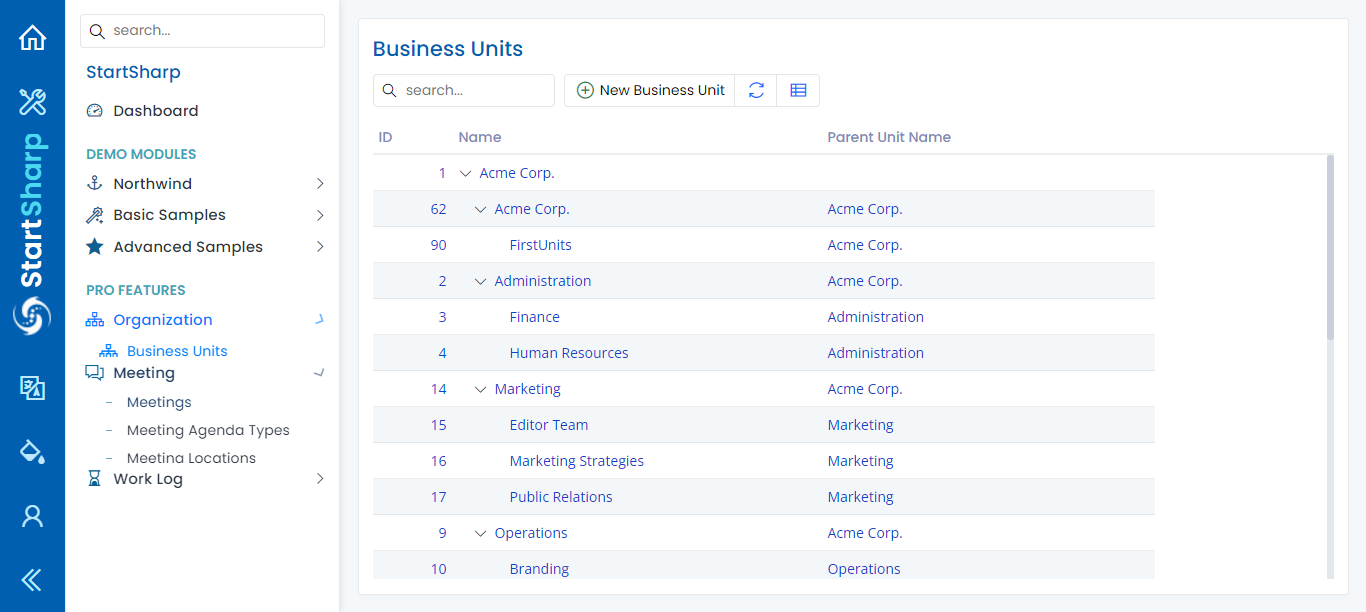 StartSharp
search...
StartSharp
Dashboard
DEMO MODULES
Northwind
Basic Samples
Advanced Samples
PRO FEATURES
Organization
Business Units
Meeting
Meetings
Meeting Agenda Types
Meeting Locations
Work Log
Business Units
search... New Business Unit
ID Name Parent Unit Name
1 Acme Corp.
62 Acme Corp. Acme Corp.
90 FirstUnits Acme Corp.
2 Administration Acme Corp.
3 Finance Administration
4 Human Resources Administration
14 Marketing Acme Corp.
15 Editor Team Marketing
16 Marketing Strategies Marketing
17 Public Relations Marketing
9 Operations Acme Corp.
10 Branding Operations